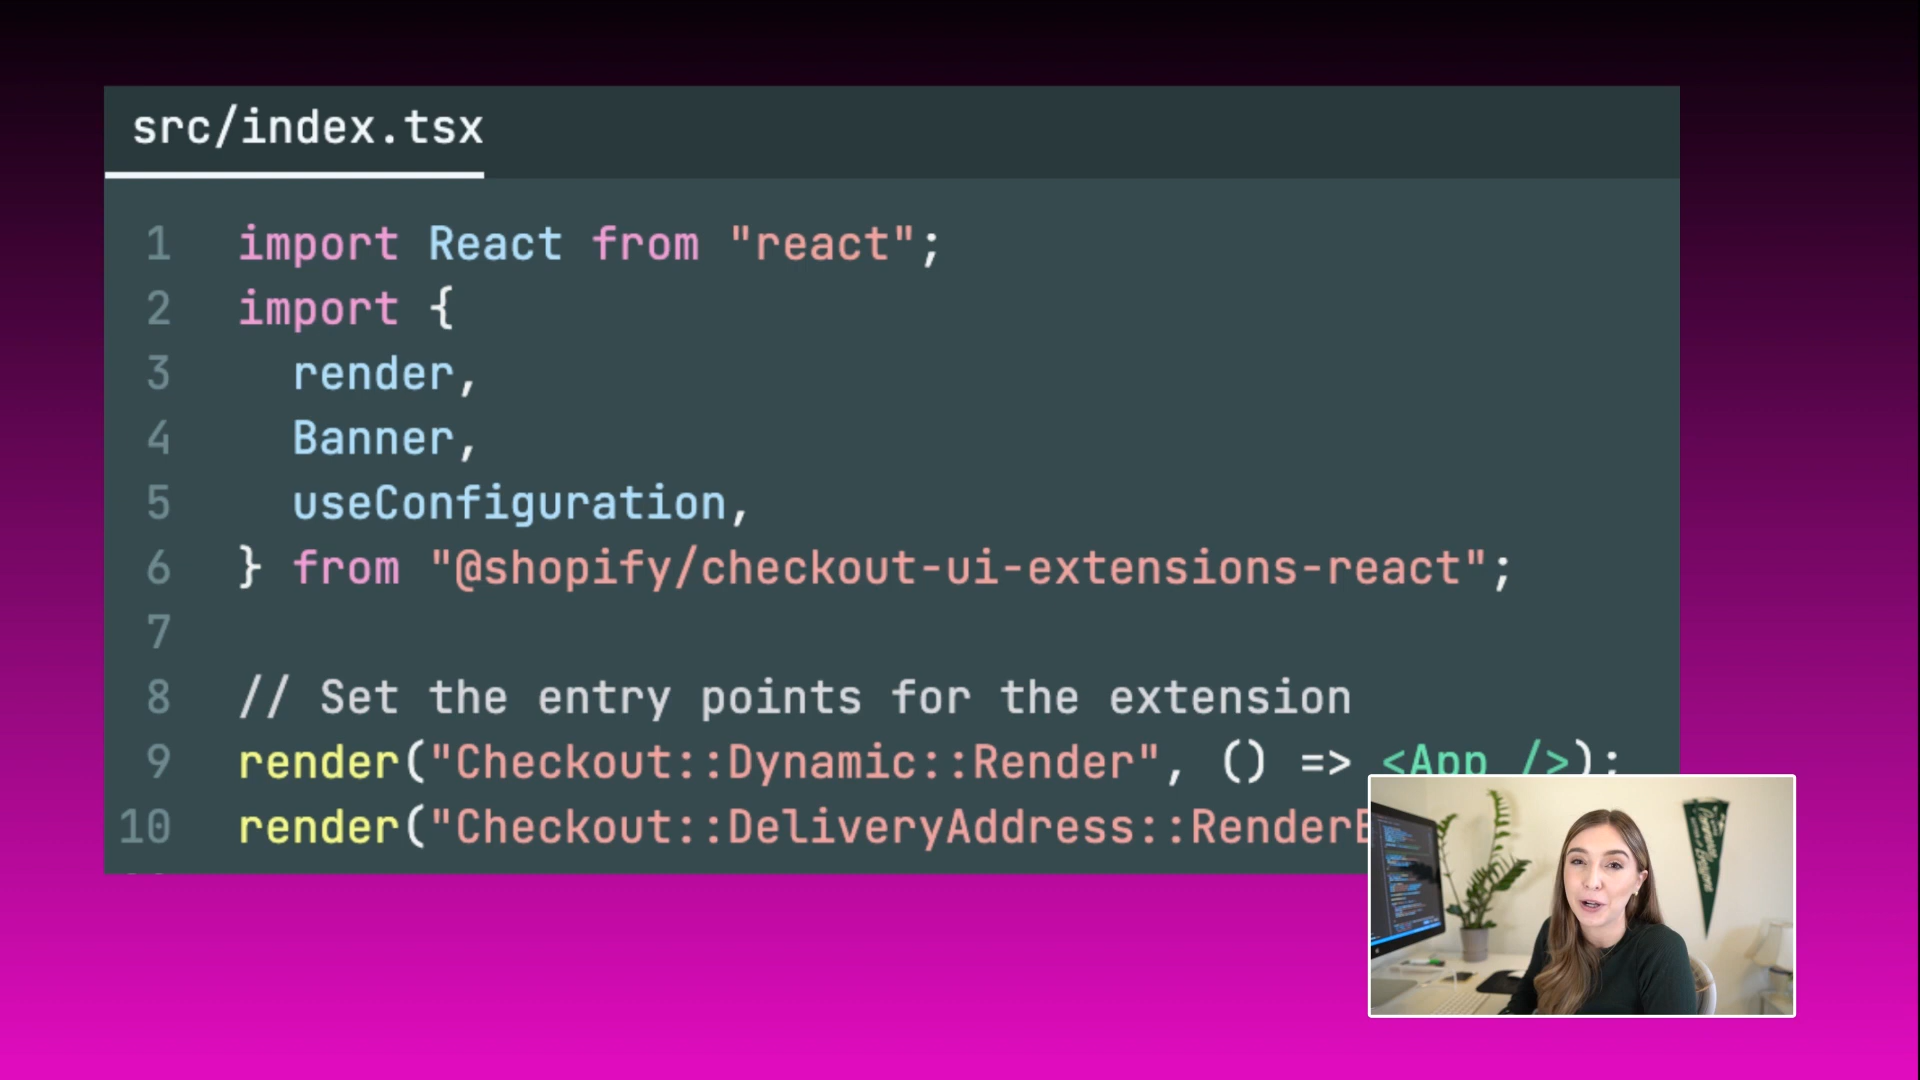 src/index.tsx
1 import React from "react";
2 import {
3 render,
4 Banner,
5 useConfiguration,
6 } from "@shopify/checkout-ui-extensions-react";
7
8 // Set the entry points for the extension
9 render("Checkout::Dynamic::Render", () => <App />);
10 render("Checkout::DeliveryAddress::Render